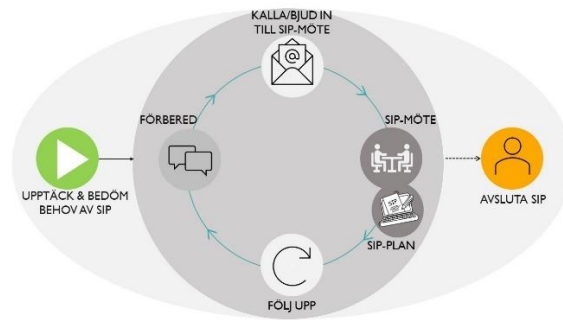 KALLA/BJUD IN
TILL SIP-MÖTE
FÖRBERED
SIP-MÖTE
UPPTÄCK & BEDÖM
BEHOV AV SIP
AVSLUTA SIP
SIP-PLAN
FÖLJ UPP